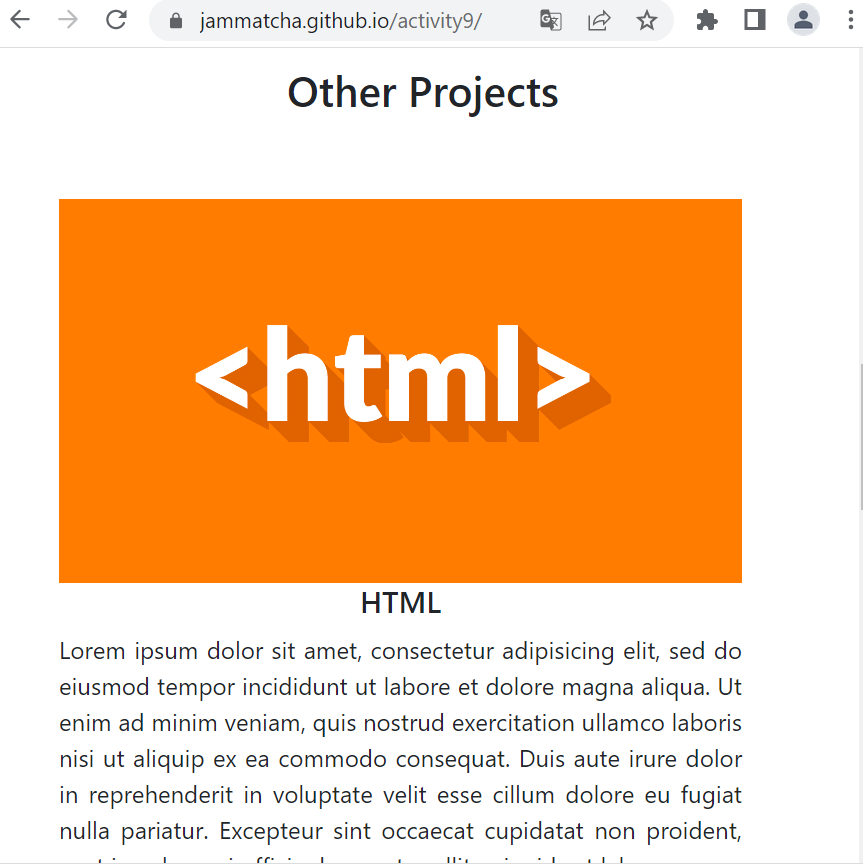 jammatcha.github.io/activity9/
Other Projects
<html>
HTML
Lorem ipsum dolor sit amet, consectetur adipisicing elit, sed do
eiusmod tempor incididunt ut labore et dolore magna aliqua. Ut
enim ad minim veniam, quis nostrud exercitation ullamco laboris
nisi ut aliquip ex ea commodo consequat. Duis aute irure dolor
in reprehenderit in voluptate velit esse cillum dolore eu fugiat
nulla pariatur. Excepteur sint occaecat cupidatat non proident,